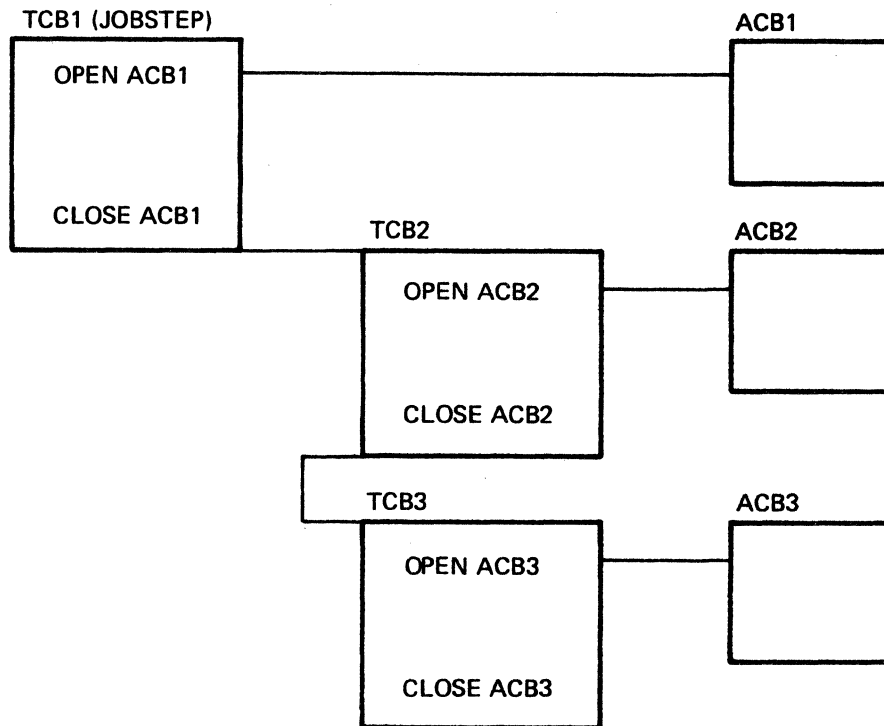 TCB1 (JOBSTEP)
ACB1
OPEN ACB1
CLOSE ACB1
TCB2
ACB2
OPEN ACB2
CLOSE ACB2
TCB3
ACB3
OPEN ACB3
CLOSE ACB3